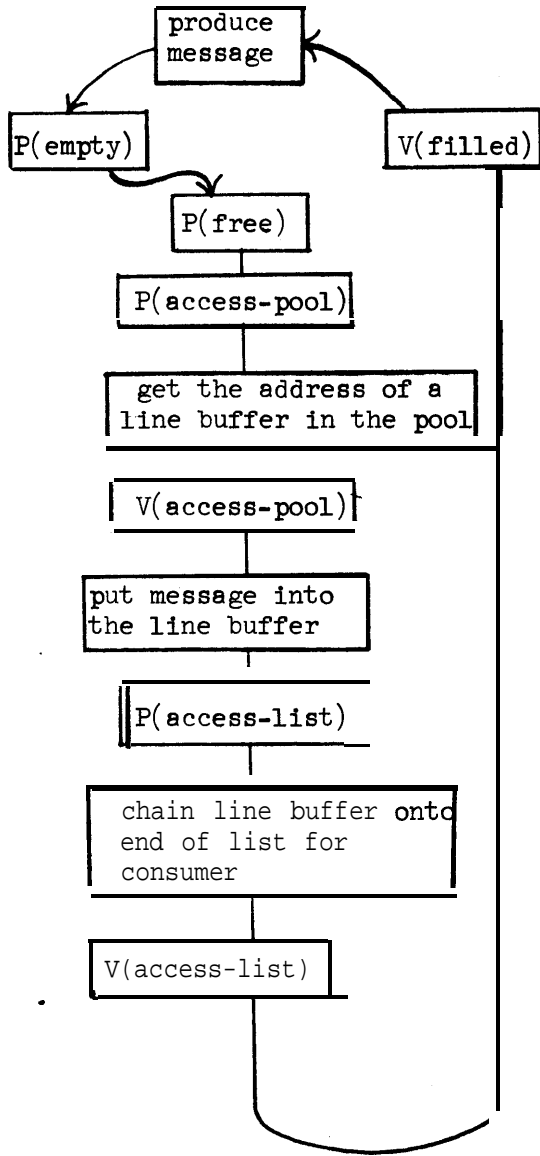 produce
message
P(empty)
V(filled)
P(free)
P(access-pool)
get the address of a
line buffer in the pool
V(access-pool)
put message into
the line buffer
P(access-list)
chain line buffer onto
end of list for
consumer
V(access-list)